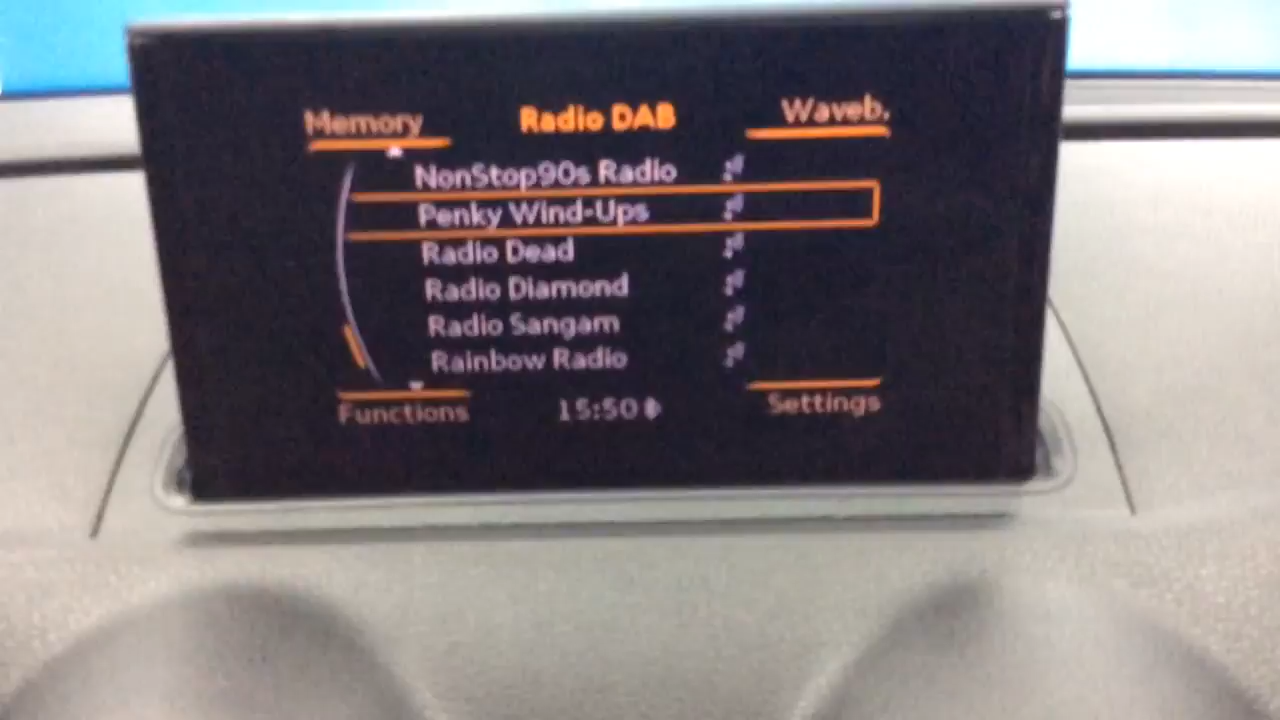 Memory Radio DAB Waveb.
NonStop90s Radio
Penky Wind-Ups
Radio Dead
Radio Diamond
Radio Sangam
Rainbow Radio
Functions 15:50 Settings